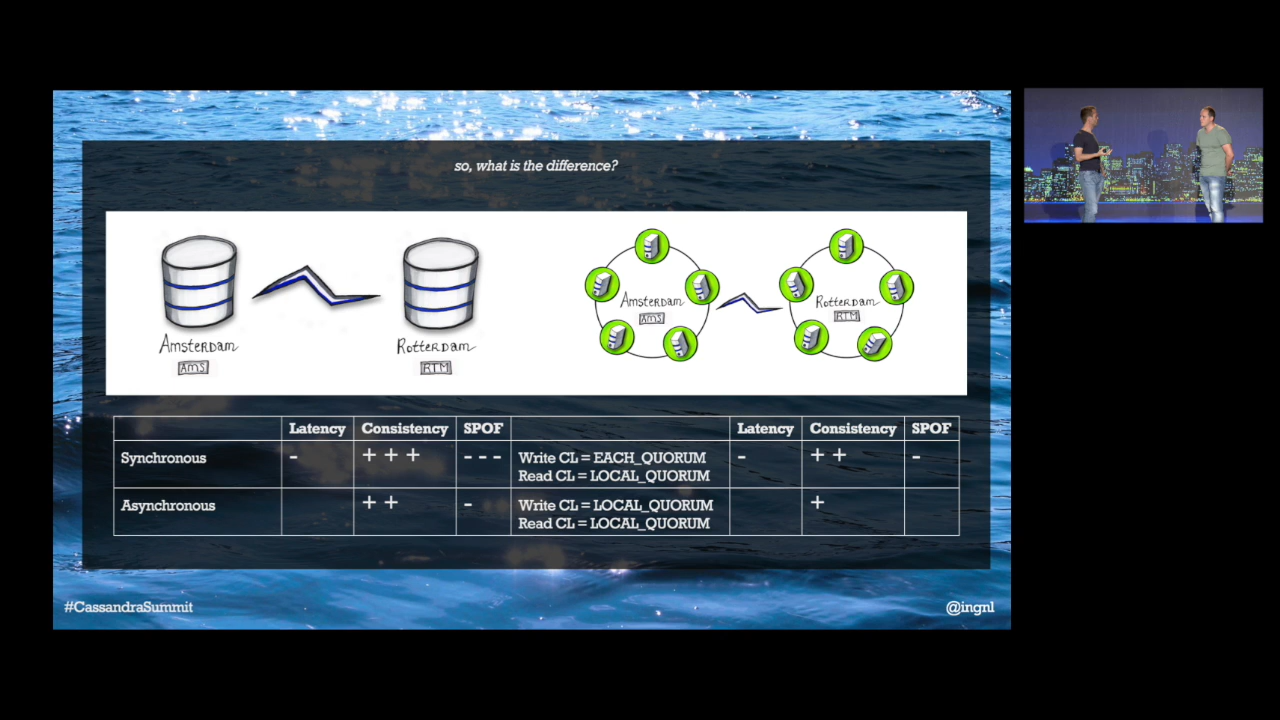 so, what is the difference?
Amsterdam
AMS
Rotterdam
RTM
Amsterdam
AMS
Rotterdam
RTM
Latency Consistency SPOF Latency Consistency SPOF
Synchronous - + + + - - - Write CL = EACH_QUORUM - + + -
Read CL = LOCAL_QUORUM
Asynchronous + + - Write CL = LOCAL_QUORUM +
Read CL = LOCAL_QUORUM
#CassandraSummit @ingnl